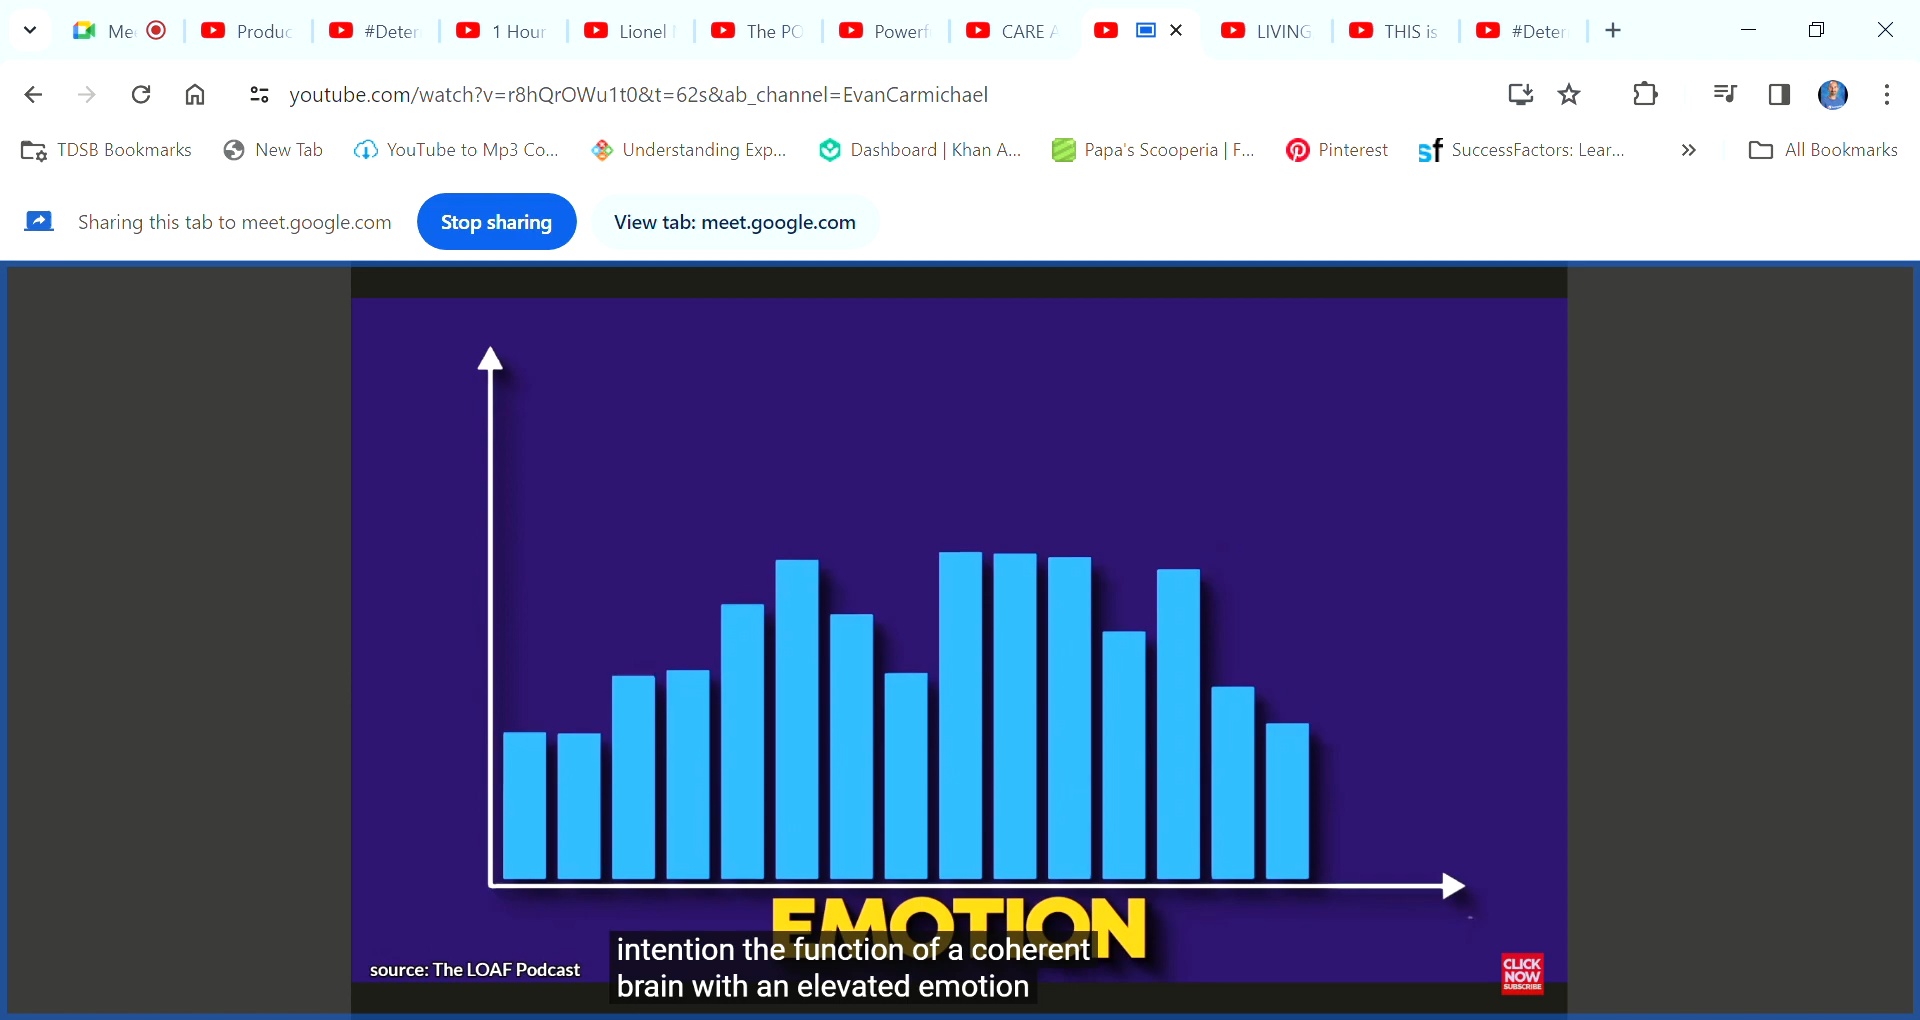 Me
Produc
#Deter
1 Hour
Lionel
The PO
Powerf
CARE A
LIVING
THIS is
#Deter
youtube.com/watch?v=r8hQrOWu1t0&t=62s&ab_channel=EvanCarmichael
TDSB Bookmarks
New Tab
YouTube to Mp3 Co...
Understanding Exp...
Dashboard | Khan A...
Papa's Scooperia | F...
Pinterest
sf
SuccessFactors: Lear...
All Bookmarks
Sharing this tab to meet.google.com
Stop sharing
View tab: meet.google.com
EMOTION
intention the function of a coherent
brain with an elevated emotion
source: The LOAF Podcast
CLICK
NOW
SUBSCRIBE